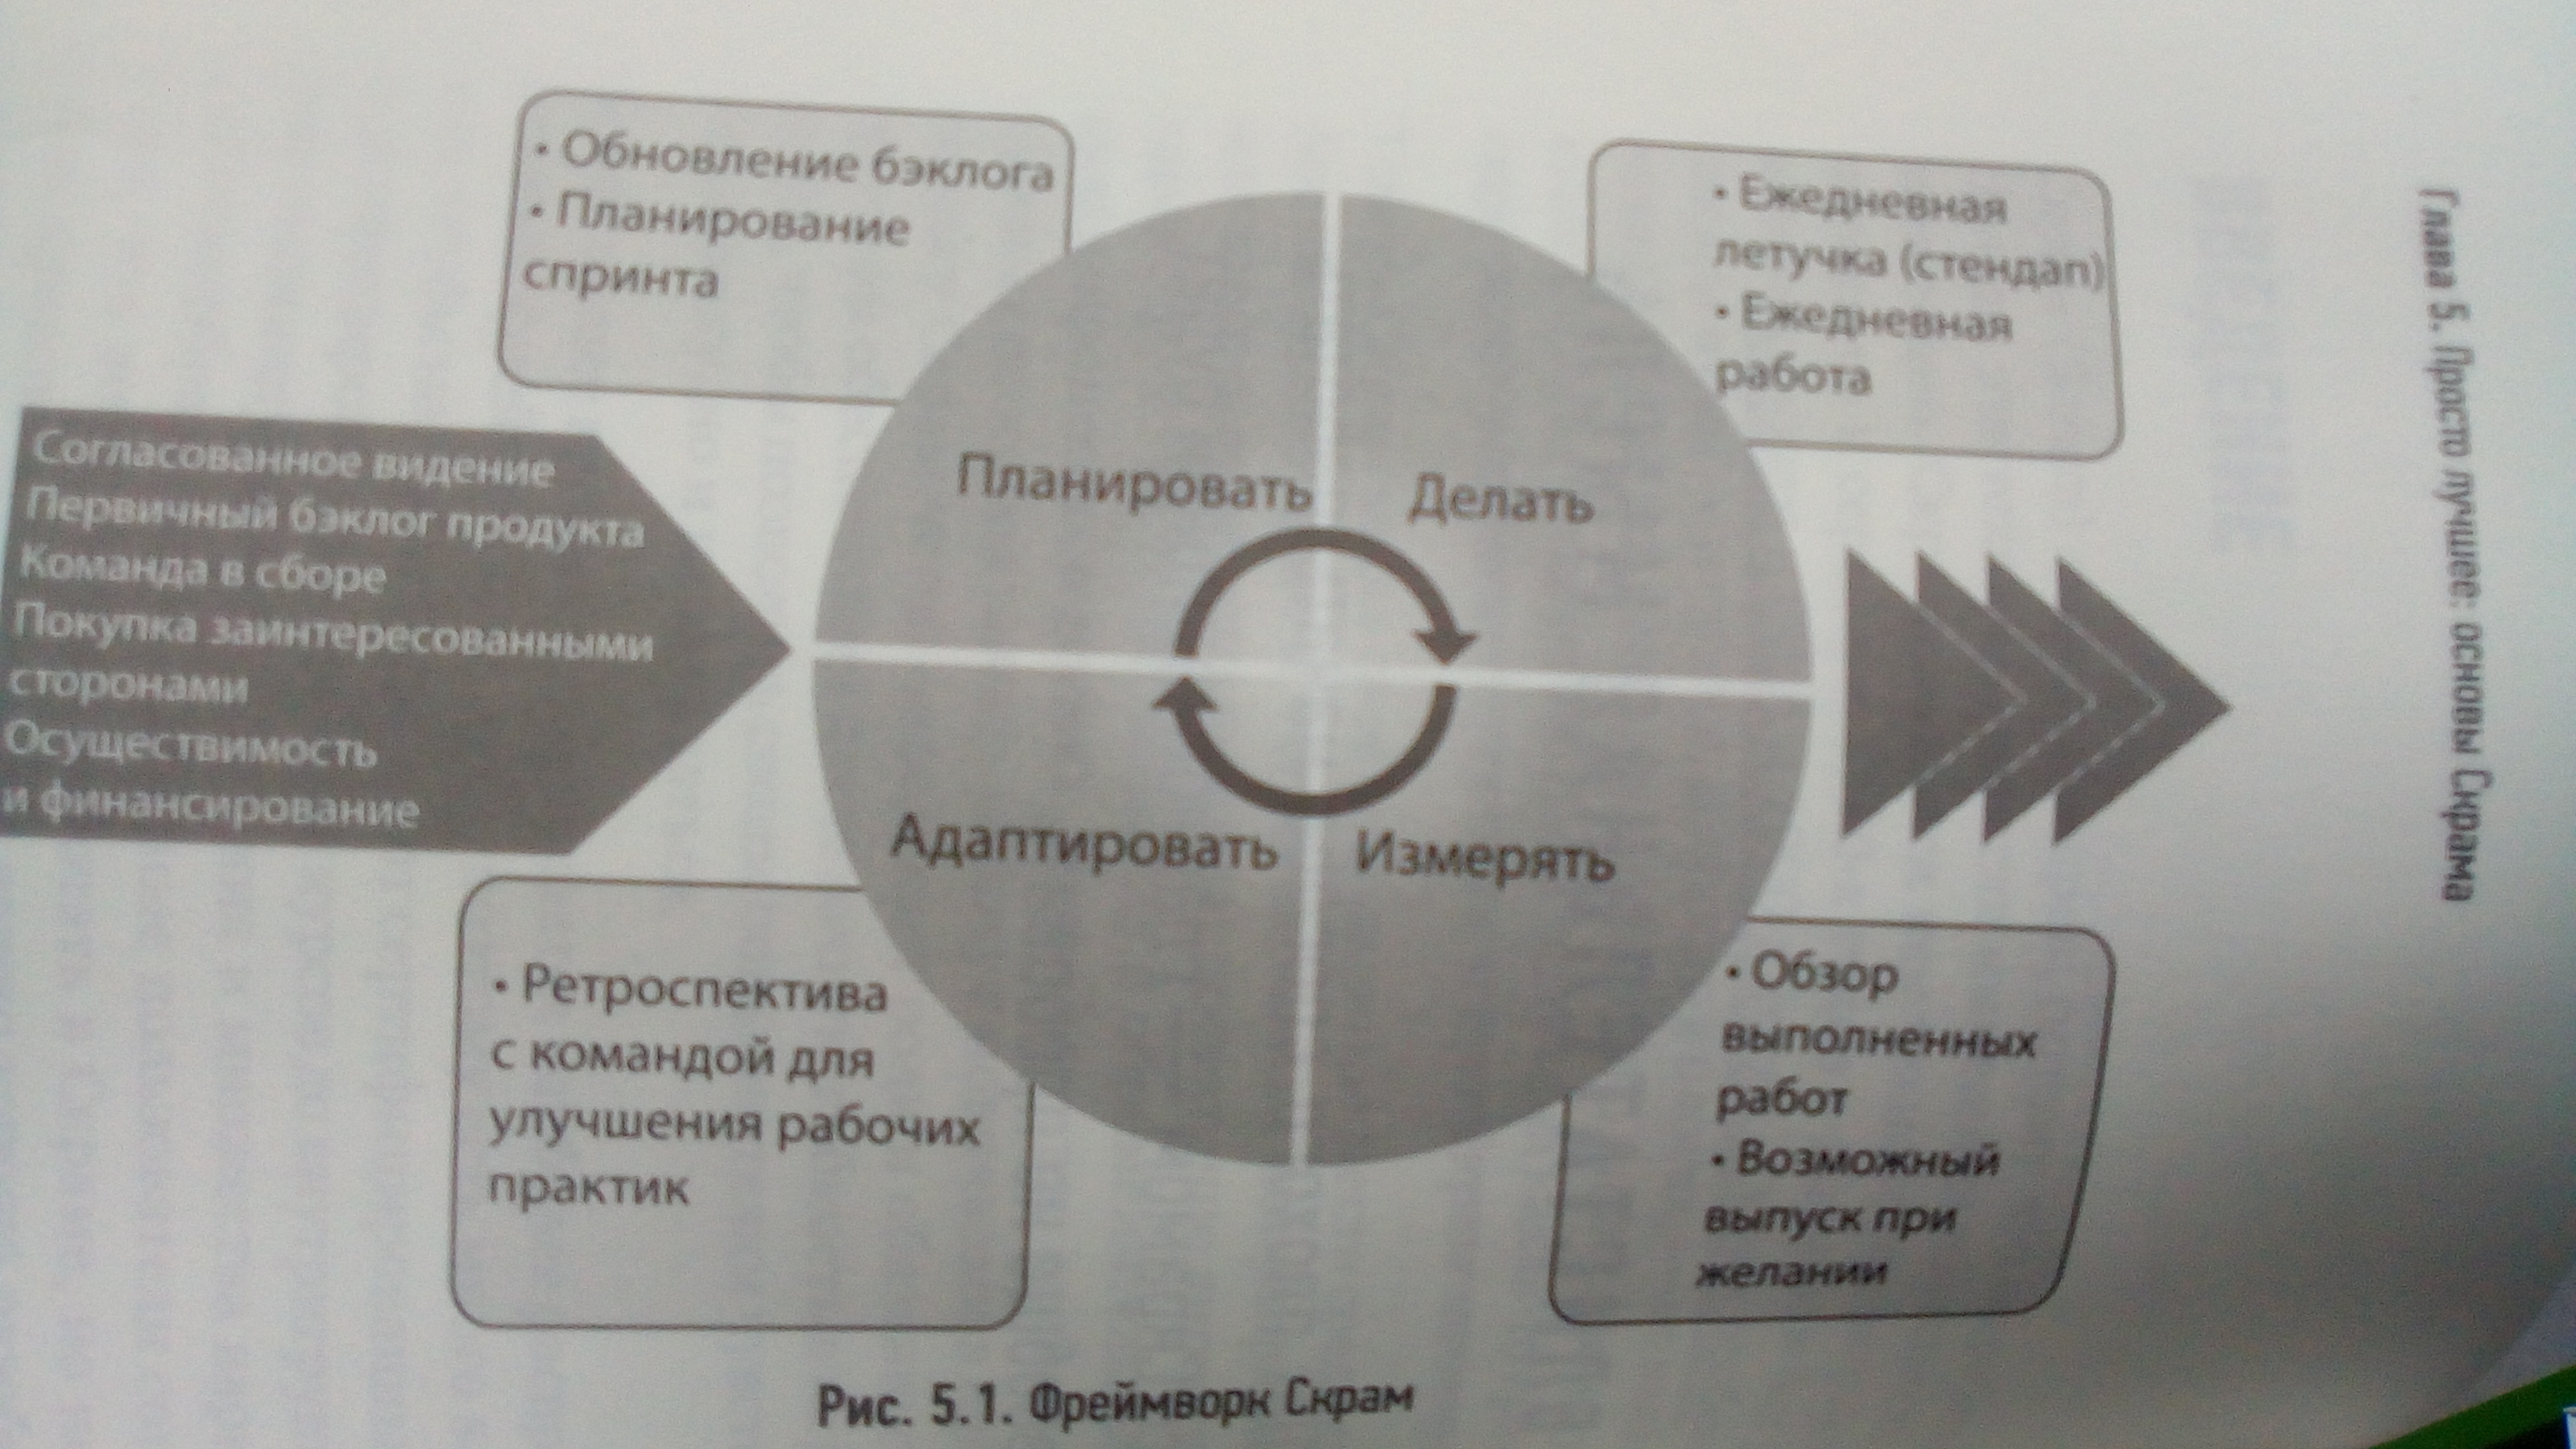 • Обновление бэклога
• Планирование
спринта
• Ежедневная
летучка (стендап)
• Ежедневная
работа
Согласованное видение
Первичный бэклог продукта
Команда в сборе
Покупка заинтересованными
сторонами
Осуществимость
и финансирование
Планировать
Делать
Адаптировать
Измерять
• Ретроспектива
с командой для
улучшения рабочих
практик
• Обзор
выполненных
работ
• Возможный
выпуск при
желании
Рис. 5.1. Фреймворк Скрам
Глава 5. Просто лучшее: основы Скрама